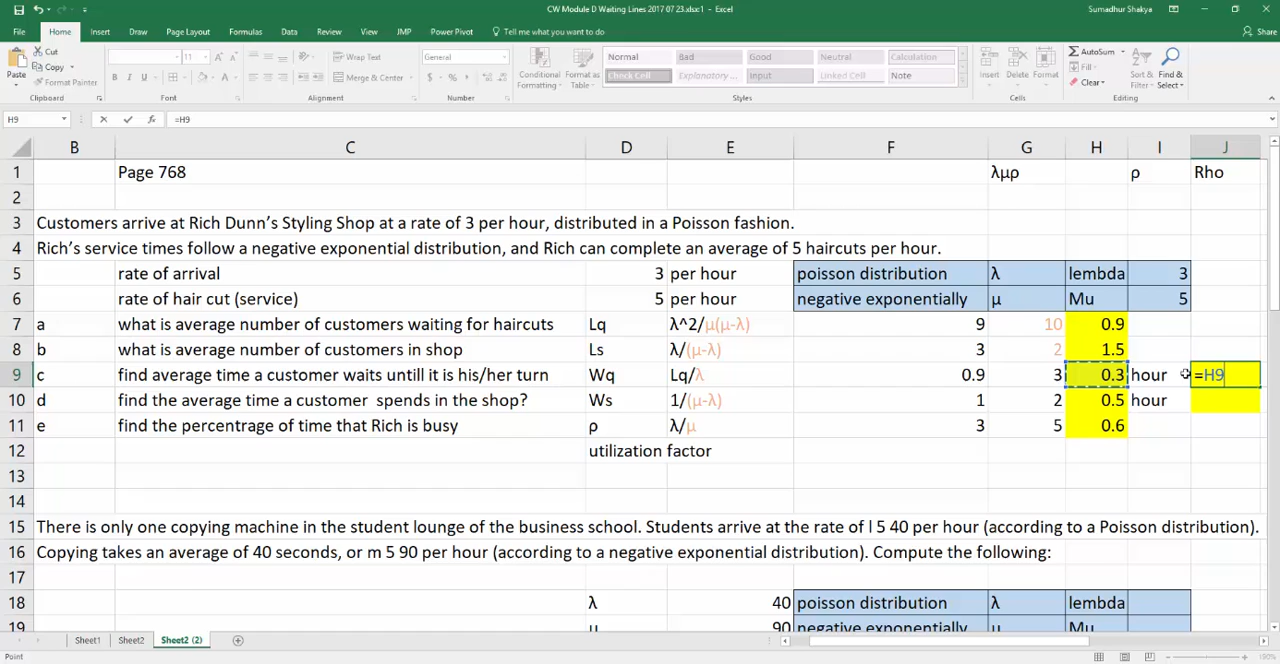 CW Module D Waiting Lines 2017 07 23.xlsx:1 - Excel
Sumadhur Shakya
File Home Insert Draw Page Layout Formulas Data Review View JMP Power Pivot Tell me what you want to do Share
Paste
Cut
Copy
Format Painter
Clipboard
11
B I U
Font
Wrap Text
Merge & Center
Alignment
General
$ % ,
Number
Conditional Formatting
Format as Table
Normal Bad Good Neutral Calculation
Check Cell Explanatory ... Input Linked Cell Note
Styles
Insert Delete Format
Cells
AutoSum
Fill
Clear
Sort & Filter
Find & Select
Editing
H9 fx =H9
B C D E F G H I J
1 Page 768 λμρ ρ Rho
2
3 Customers arrive at Rich Dunn's Styling Shop at a rate of 3 per hour, distributed in a Poisson fashion.
4 Rich's service times follow a negative exponential distribution, and Rich can complete an average of 5 haircuts per hour.
5 rate of arrival 3 per hour poisson distribution λ lembda 3
6 rate of hair cut (service) 5 per hour negative exponentially μ Mu 5
7 a what is average number of customers waiting for haircuts Lq λ^2/μ(μ-λ) 9 10 0.9
8 b what is average number of customers in shop Ls λ/(μ-λ) 3 2 1.5
9 c find average time a customer waits untill it is his/her turn Wq Lq/λ 0.9 3 0.3 hour =H9
10 d find the average time a customer spends in the shop? Ws 1/(μ-λ) 1 2 0.5 hour
11 e find the percentage of time that Rich is busy ρ λ/μ 3 5 0.6
12 utilization factor
13
14
15 There is only one copying machine in the student lounge of the business school. Students arrive at the rate of l 5 40 per hour (according to a Poisson distribution).
16 Copying takes an average of 40 seconds, or m 5 90 per hour (according to a negative exponential distribution). Compute the following:
17
18 λ 40 poisson distribution λ lembda
19 μ 90 negative exponentially μ Mu
Sheet1 Sheet2 Sheet2 (2)
Point
190%